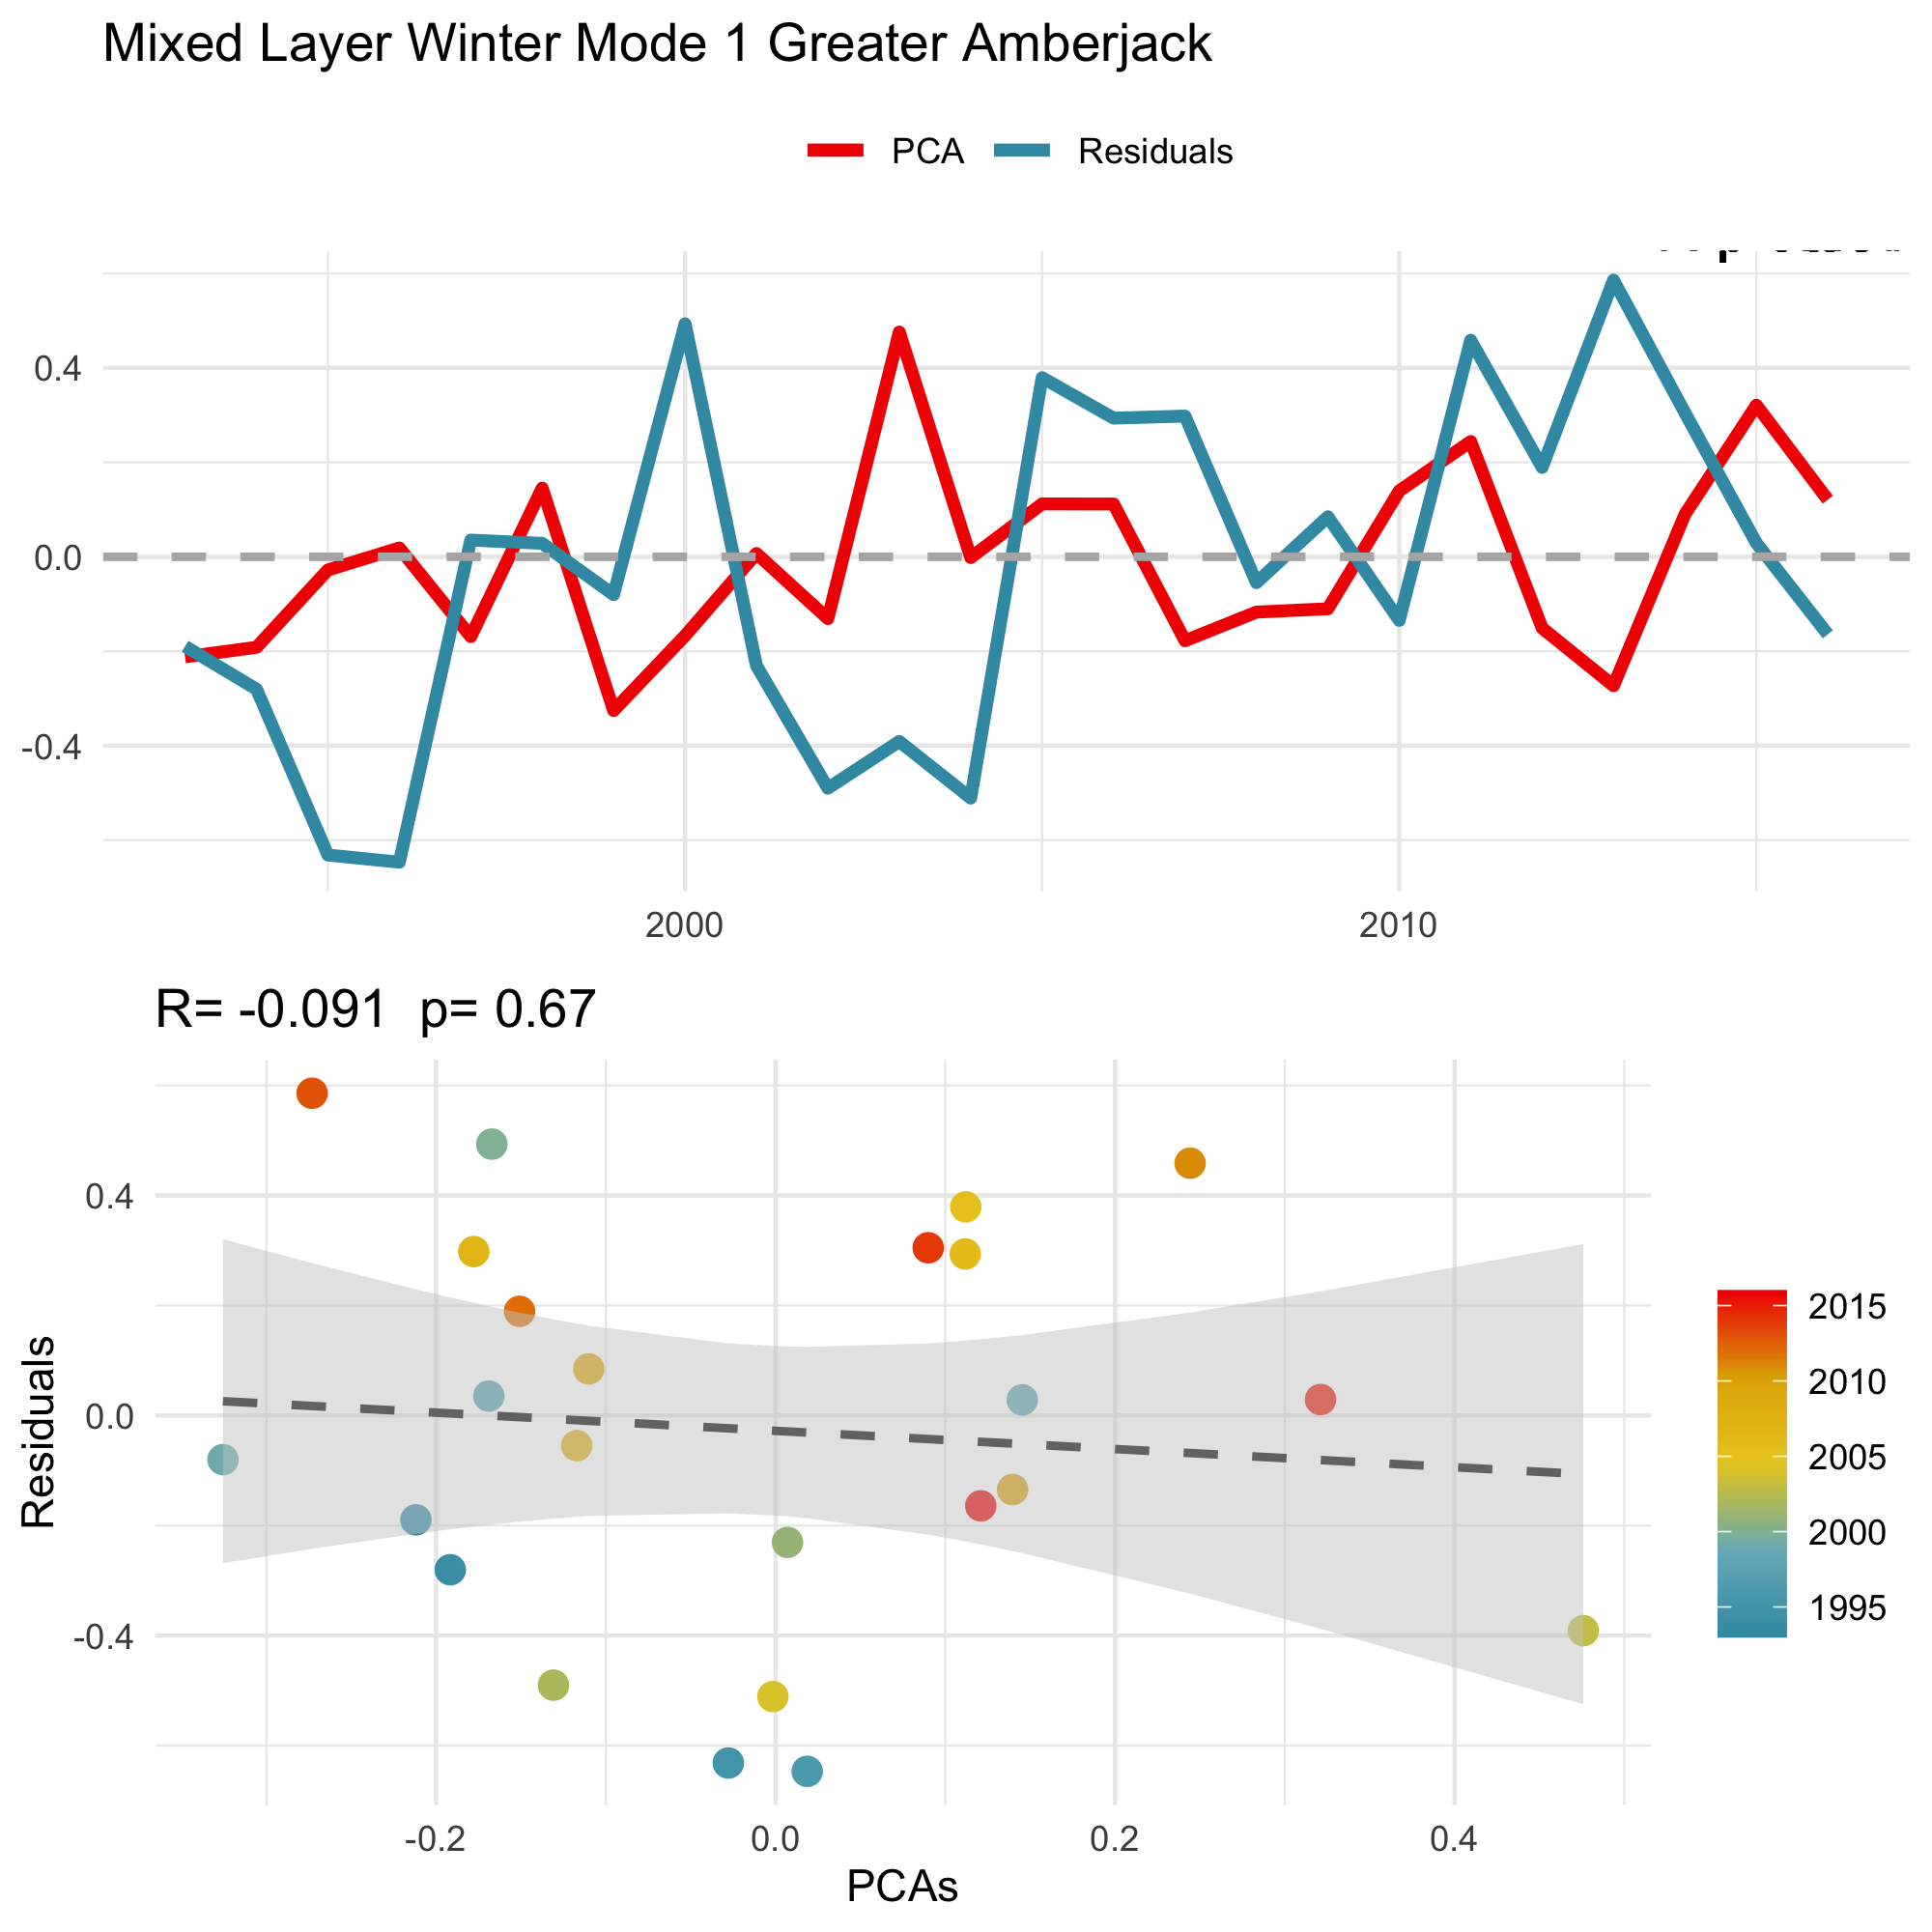 Mixed Layer Winter Mode 1 Greater Amberjack
PCA Residuals
0.4
0.0
-0.4
2000 2010
R= -0.091  p= 0.67
Residuals
0.4
0.0
-0.4
-0.2 0.0 0.2 0.4
PCAs
2015
2010
2005
2000
1995